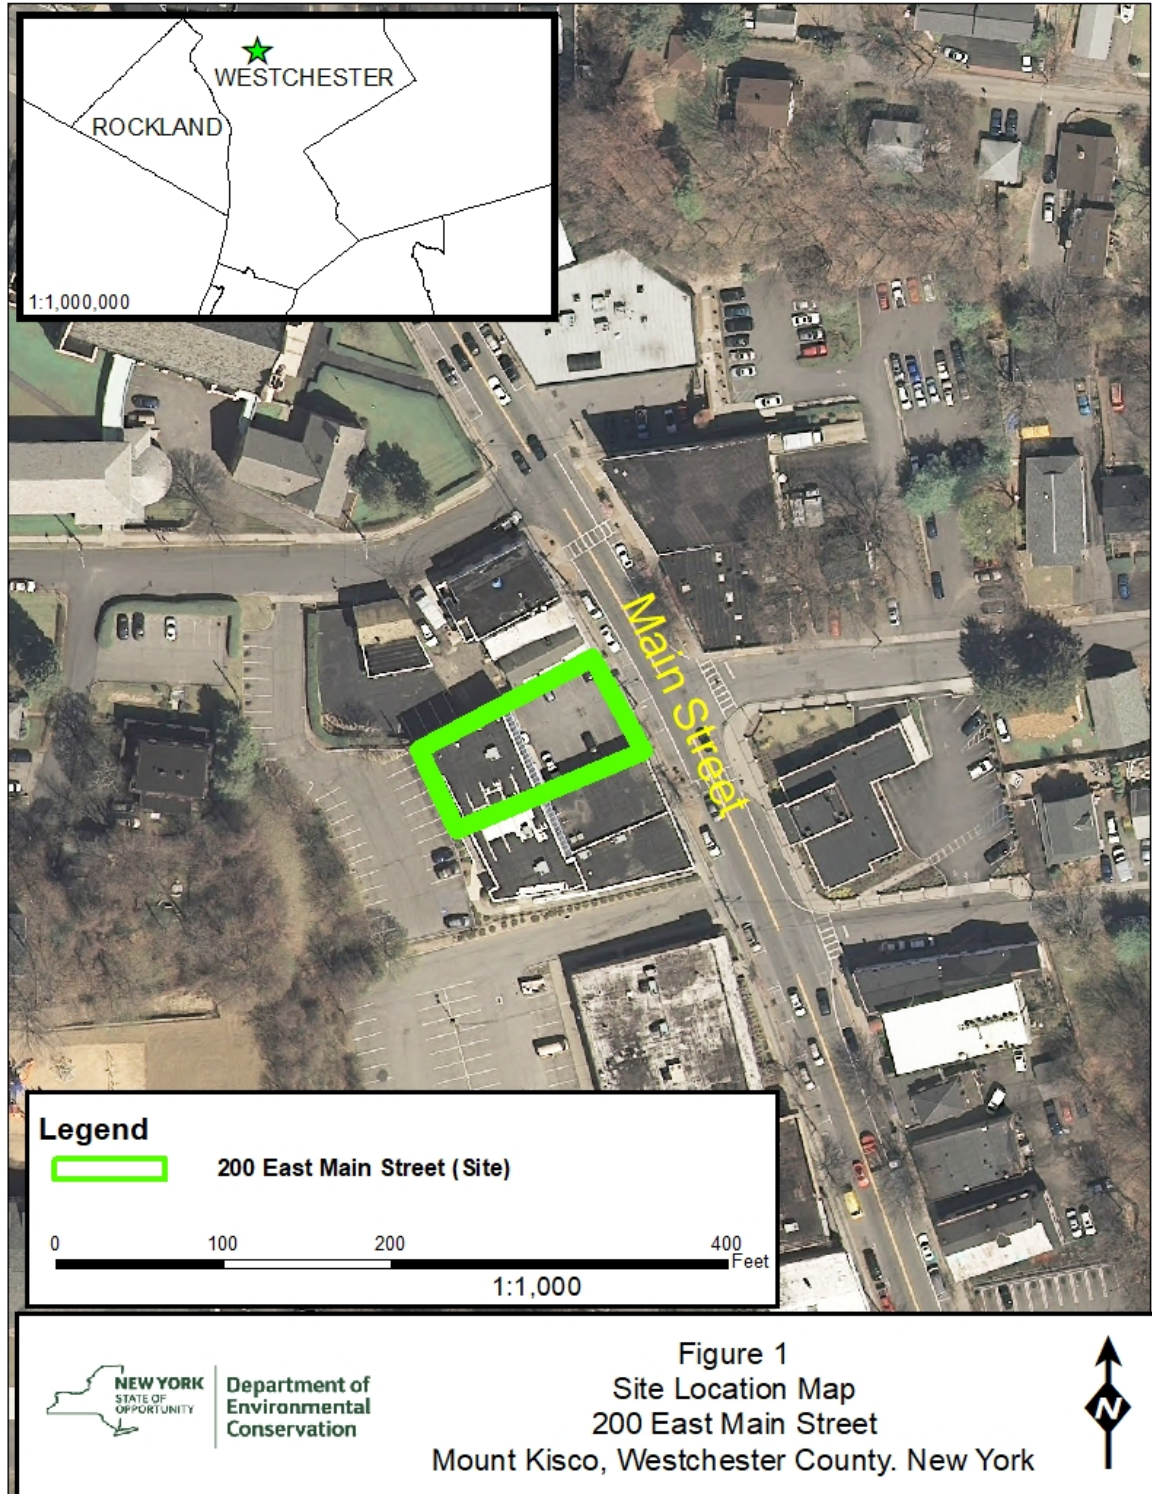 WESTCHESTER
ROCKLAND
1:1,000,000
Main Street
Legend
200 East Main Street (Site)
0 100 200 400
Feet
1:1,000
NEW YORK
STATE OF
OPPORTUNITY
Department of
Environmental
Conservation
Figure 1
Site Location Map
200 East Main Street
Mount Kisco, Westchester County. New York
N